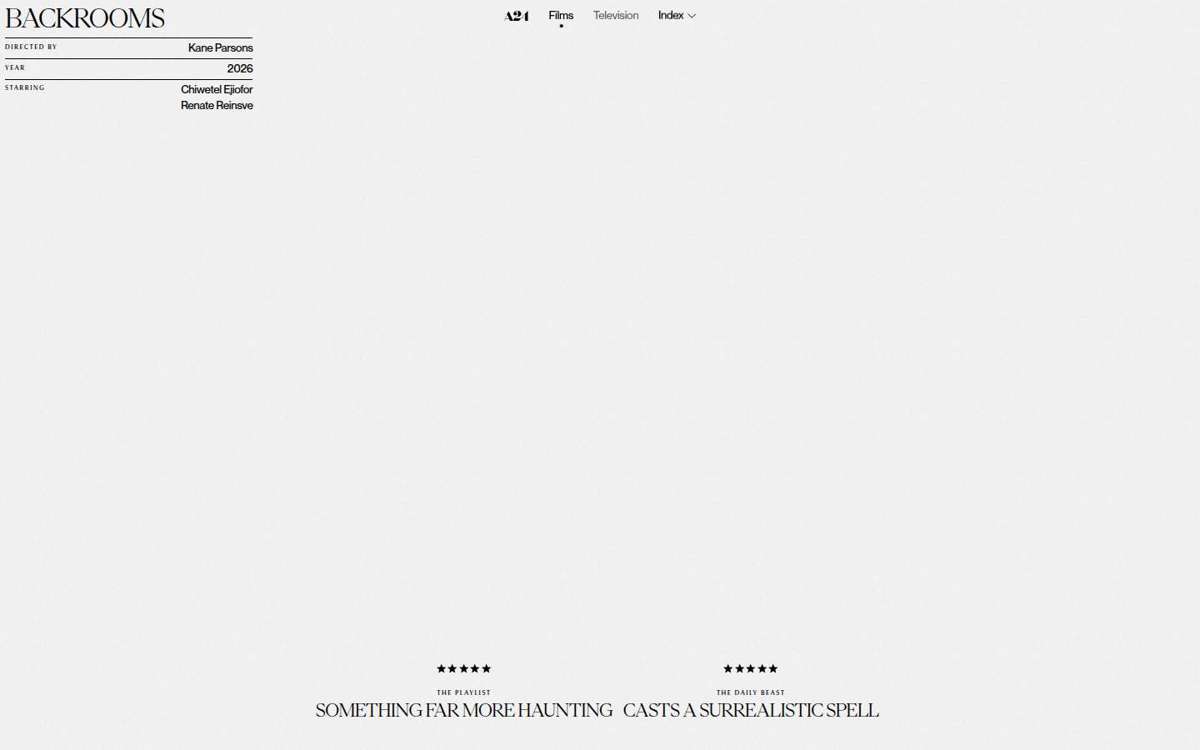 BACKROOMS
DIRECTED BY Kane Parsons
YEAR 2026
STARRING Chiwetel Ejiofor
Renate Reinsve
A24 Films Television Index
★★★★★ ★★★★★
THE PLAYLIST THE DAILY BEAST
SOMETHING FAR MORE HAUNTING CASTS A SURREALISTIC SPELL